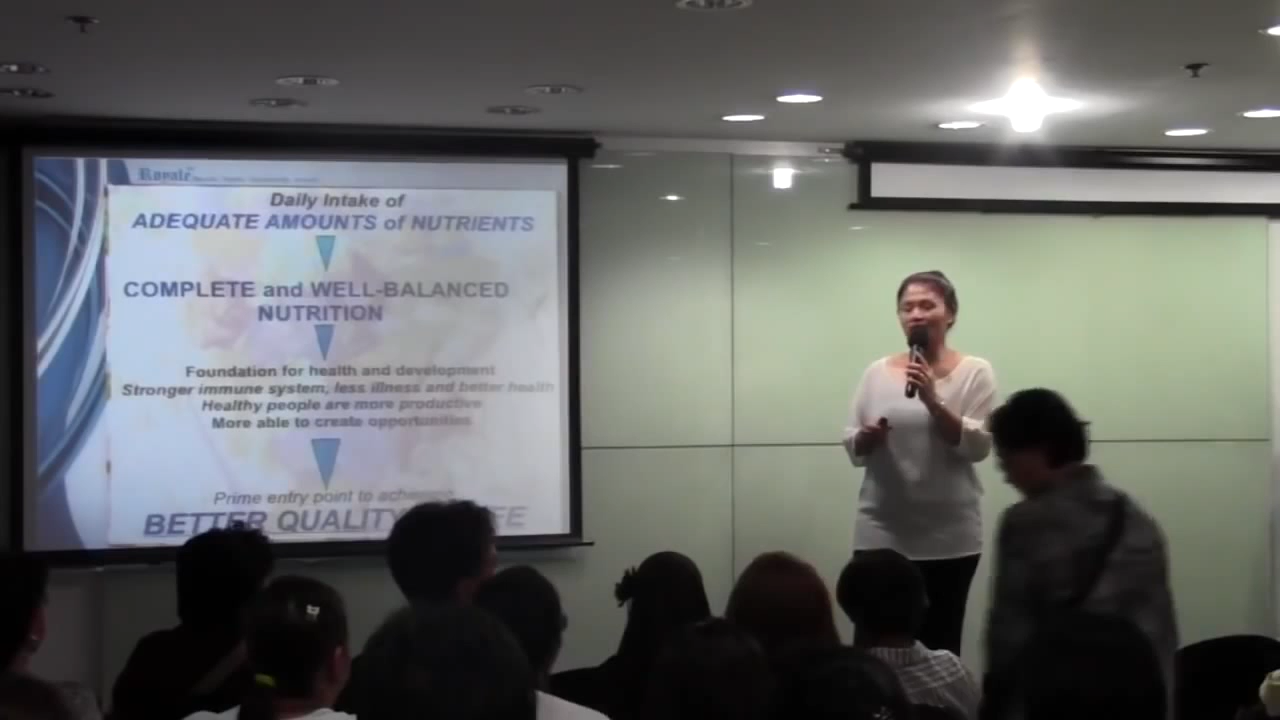 Royale
Daily Intake of
ADEQUATE AMOUNTS of NUTRIENTS
COMPLETE and WELL-BALANCED
NUTRITION
Foundation for health and development
Stronger immune system, less illness and better health
Healthy people are more productive
More able to create opportunities
Prime entry point to
BETTER QUALITY